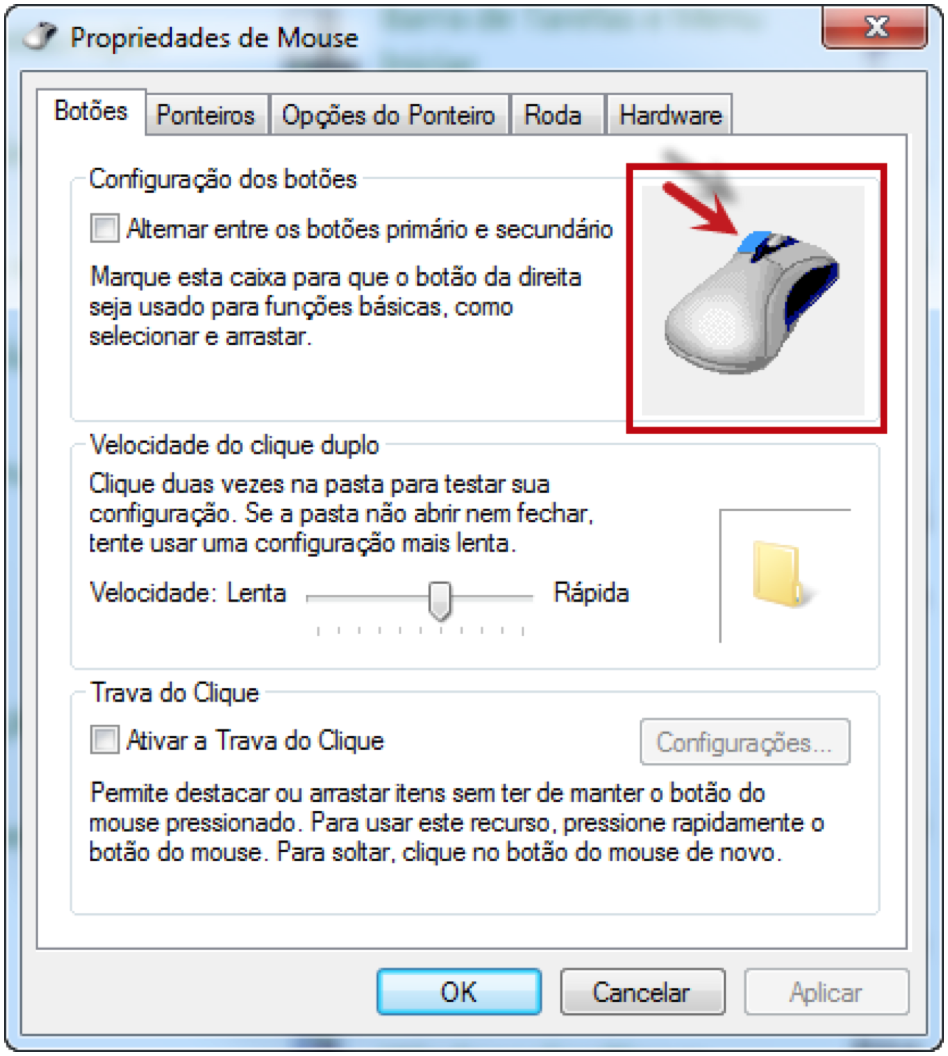 Propriedades de Mouse
Botões Ponteiros Opções do Ponteiro Roda Hardware
Configuração dos botões
Alternar entre os botões primário e secundário
Marque esta caixa para que o botão da direita
seja usado para funções básicas, como
selecionar e arrastar.
Velocidade do clique duplo
Clique duas vezes na pasta para testar sua
configuração. Se a pasta não abrir nem fechar,
tente usar uma configuração mais lenta.
Velocidade: Lenta Rápida
Trava do Clique
Ativar a Trava do Clique Configurações...
Permite destacar ou arrastar itens sem ter de manter o botão do
mouse pressionado. Para usar este recurso, pressione rapidamente o
botão do mouse. Para soltar, clique no botão do mouse de novo.
OK Cancelar Aplicar